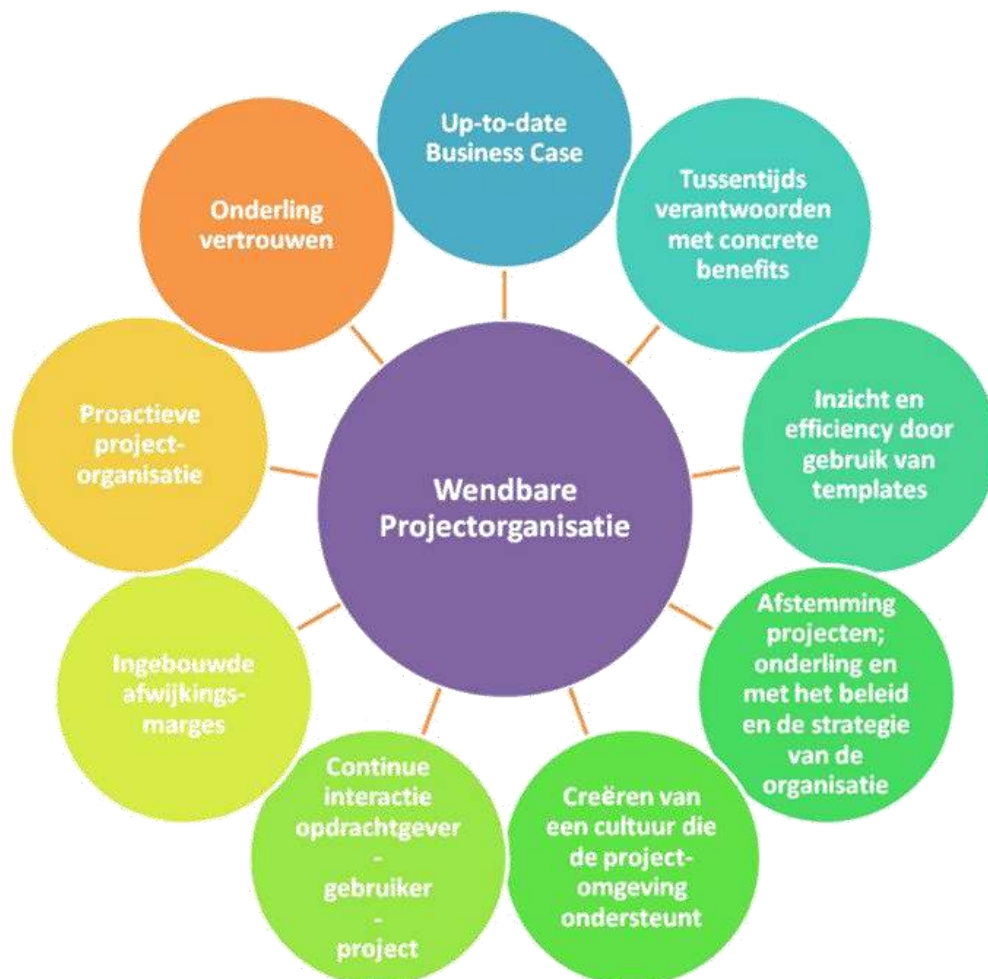 Up-to-date
Business Case
Tussentijds
verantwoorden
met concrete
benefits
Inzicht en
efficiency door
gebruik van
templates
Afstemming
projecten;
onderling en
met het beleid
en de strategie
van de
organisatie
Creëren van
een cultuur die
de project-
omgeving
ondersteunt
Continue
interactie
opdrachtgever
-
gebruiker
-
project
Ingebouwde
afwijkings-
marges
Proactieve
project-
organisatie
Onderling
vertrouwen
Wendbare
Projectorganisatie